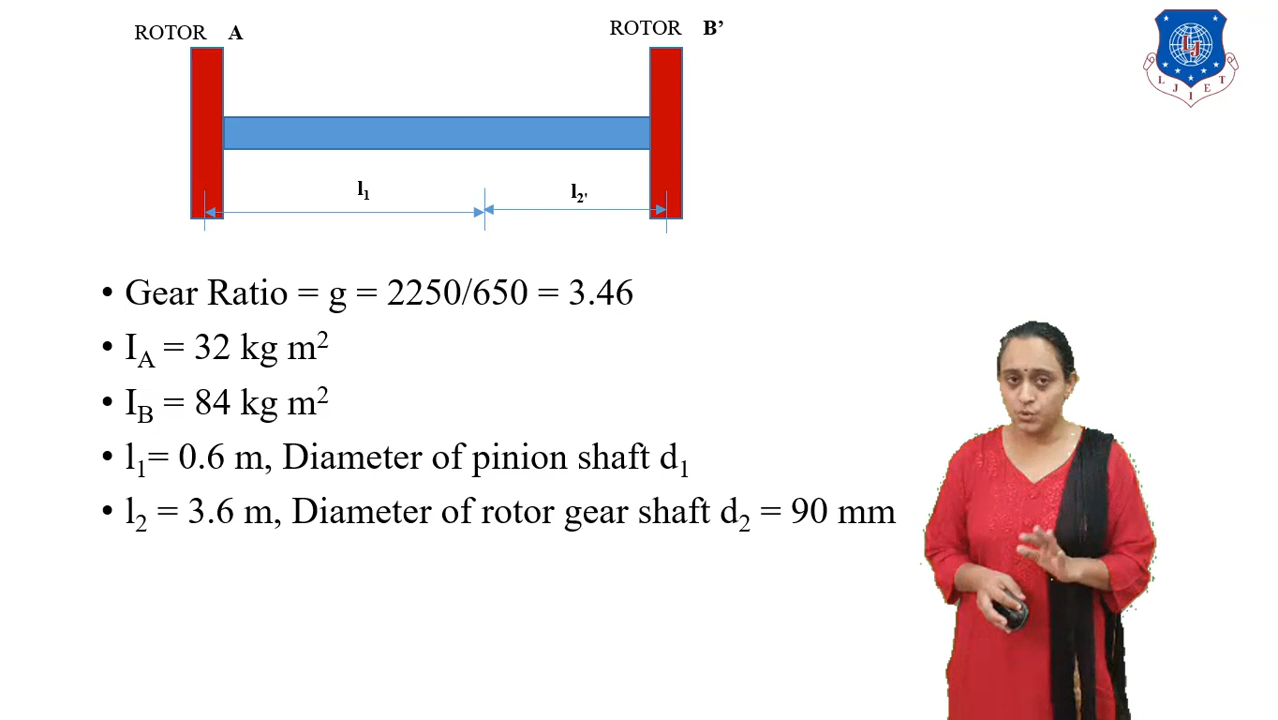 ROTOR A
ROTOR B’
l1
l2'
L J I E T
• Gear Ratio = g = 2250/650 = 3.46
• IA = 32 kg m²
• IB = 84 kg m²
• l1= 0.6 m, Diameter of pinion shaft d1
• l2 = 3.6 m, Diameter of rotor gear shaft d2 = 90 mm